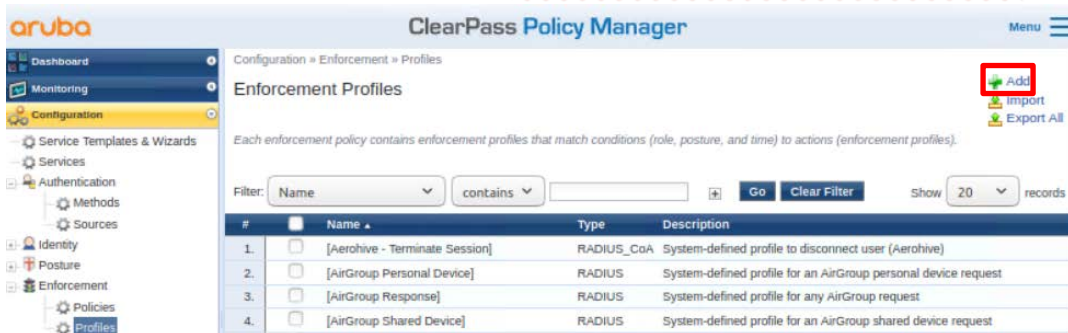 aruba
ClearPass Policy Manager
Menu
Dashboard
Monitoring
Configuration
Service Templates & Wizards
Services
Authentication
Methods
Sources
Identity
Posture
Enforcement
Policies
Profiles
Configuration » Enforcement » Profiles
Enforcement Profiles
Add
Import
Export All
Each enforcement policy contains enforcement profiles that match conditions (role, posture, and time) to actions (enforcement profiles).
Filter: Name contains + Go Clear Filter Show 20 records
# Name Type Description
1. [Aerohive - Terminate Session] RADIUS_CoA System-defined profile to disconnect user (Aerohive)
2. [AirGroup Personal Device] RADIUS System-defined profile for an AirGroup personal device request
3. [AirGroup Response] RADIUS System-defined profile for any AirGroup request
4. [AirGroup Shared Device] RADIUS System-defined profile for an AirGroup shared device request